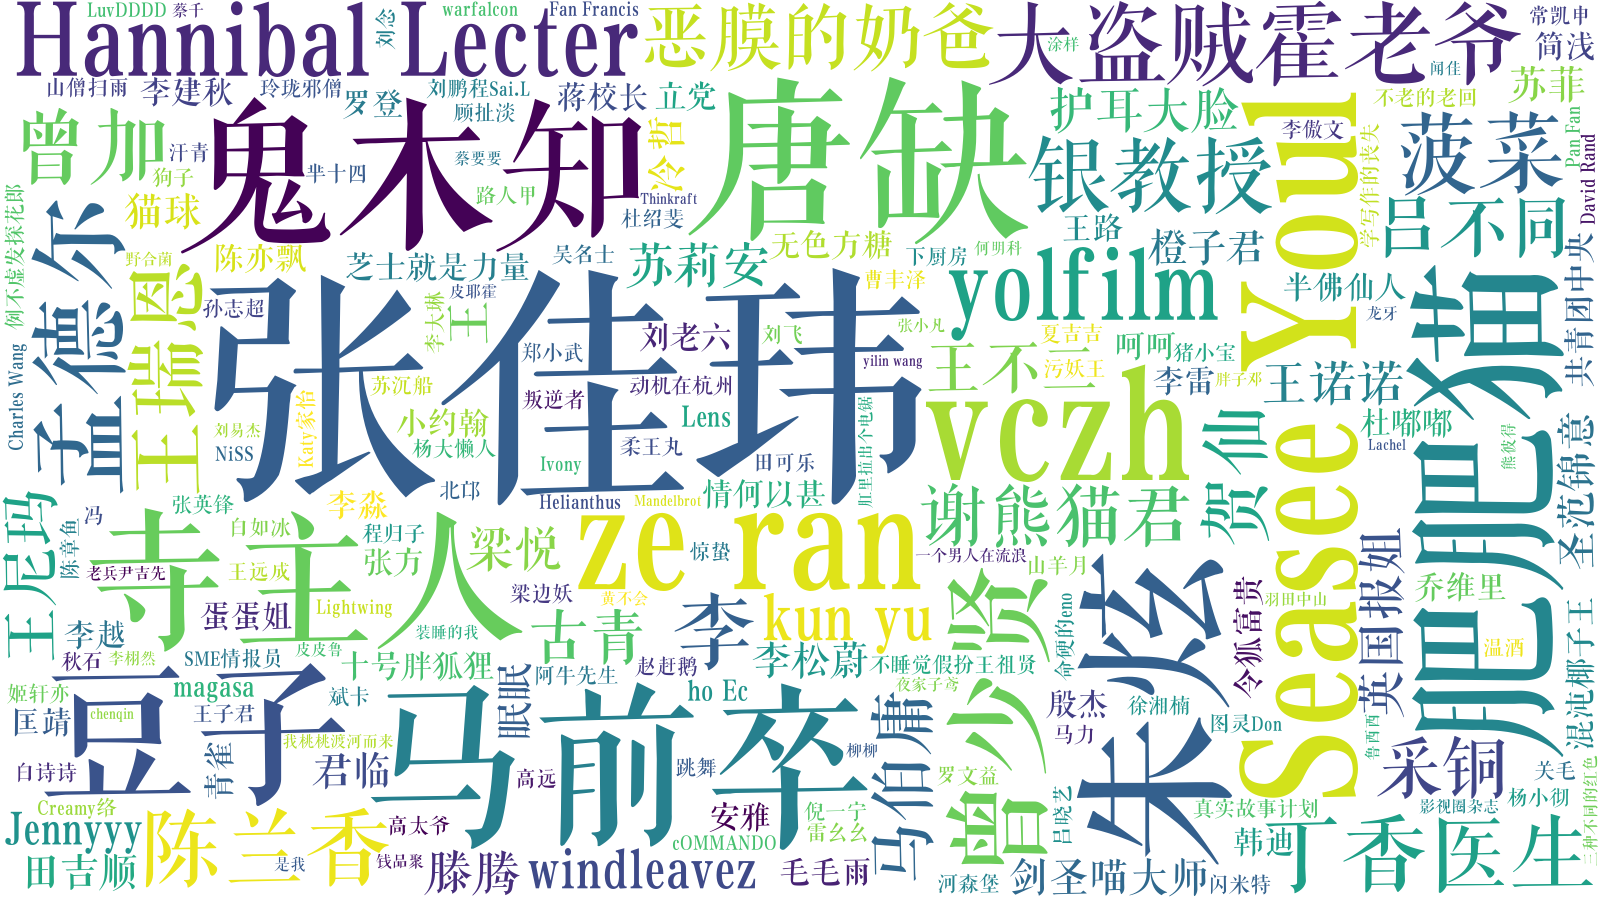 Hannibal Lecter
LuvDDDD
蔡千
刘念
warfalcon
Fan Francis
恶膜的奶爸
涂样
大盗贼霍老爷
常凯申
简浅
闻佳
山僧扫雨
李建秋
玲珑邪僧
罗登
刘鹏程Sai.L
顾扯淡
蒋校长
立党
护耳大脸
不老的老回
苏菲
曾加
汗青
狗子
鬼木知
芈十四
蔡要要
路人甲
冷哲
Thinkraft
杜绍斐
唐缺
银教授
李傲文
学写作的丧失
菠菜
Pan Fan
David Rand
例不虚发探花郎
孟德尔
猫球
野合菌
陈亦飘
芝士就是力量
吴名士
苏莉安
无色方糖
下厨房
何明科
王路
橙子君
吕不同
共青团中央
王瑞恩
孙志超
皮耶霍
李大琳
王
曹丰泽
yolfilm
半佛仙人
龙牙
张佳玮
郑小武
刘老六
刘飞
张小凡
夏吉吉
Seasee Youl
肥肥猫
Charles Wang
苏沉船
叛逆者
动机在杭州
yilin wang
王不二
污妖王
呵呵
猪小宝
李雷
胖子邓
王诺诺
刘易杰
NiSS
Katy家怡
小约翰
杨大懒人
Lens
柔王丸
Ivony
田可乐
肛里拉出个电锯
vczh
贺仙
杜嘟嘟
Lachel
熊彼得
圣范锦意
王尼玛
冯
陈章鱼
张英锋
北邙
李淼
Helianthus
Mandelbrot
情何以甚
谢熊猫君
寺主人
白如冰
程归子
张方
梁悦
ze ran
惊蛰
一个男人在流浪
山羊月
老兵尹吉先
王远成
Lightwing
梁边妖
黄不会
蛋蛋姐
装睡的我
古青
李
kun yu
曾少贤
命硬的eno
朱炫
令狐富贵
羽田中山
英国报姐
乔维里
温酒
混沌椰子王
李越
秋石
李栩然
SME情报员
皮皮鲁
十号胖狐狸
阿牛先生
赵赶鹅
李松蔚
不睡觉假扮王祖贤
夜家子鸢
姬轩亦
magasa
斌卡
眠眠
ho Ec
殷杰
徐湘楠
图灵Don
鲁西西
匡靖
chenqin
豆子
王子君
我桃桃渡河而来
马前卒
马伯庸
柳柳
马力
白诗诗
青雀
君临
高远
跳舞
罗文益
采铜
关毛
杨小彻
三种不同的红色
Creamy络
Jennyyy
陈兰香
高太爷
安雅
倪一宁
雷幺幺
吕晓艺
真实故事计划
影视圈杂志
cOMMANDO
韩迪
丁香医生
田吉顺
是我
钱品聚
滕腾
windleavez
毛毛雨
河森堡
剑圣喵大师
闪米特